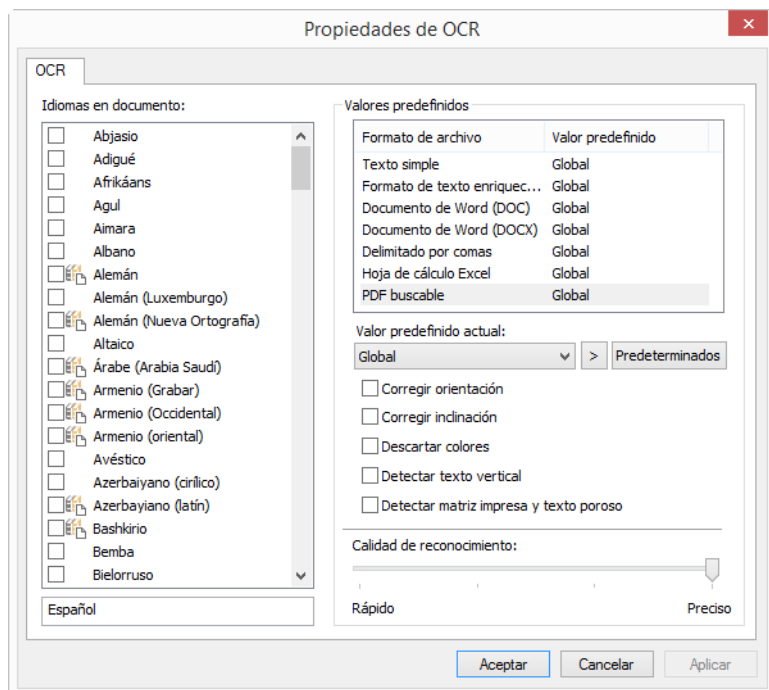 Propiedades de OCR
OCR
Idiomas en documento:
Abjasio
Adigué
Afrikáans
Agul
Aimara
Albano
Alemán
Alemán (Luxemburgo)
Alemán (Nueva Ortografía)
Altaico
Árabe (Arabia Saudí)
Armenio (Grabar)
Armenio (Occidental)
Armenio (oriental)
Avéstico
Azerbaiyano (cirílico)
Azerbayiano (latín)
Bashkirio
Bemba
Bielorruso
Español
Valores predefinidos
Formato de archivo Valor predefinido
Texto simple Global
Formato de texto enriquec... Global
Documento de Word (DOC) Global
Documento de Word (DOCX) Global
Delimitado por comas Global
Hoja de cálculo Excel Global
PDF buscable Global
Valor predefinido actual:
Global > Predeterminados
Corregir orientación
Corregir inclinación
Descartar colores
Detectar texto vertical
Detectar matriz impresa y texto poroso
Calidad de reconocimiento:
Rápido Preciso
Aceptar Cancelar Aplicar